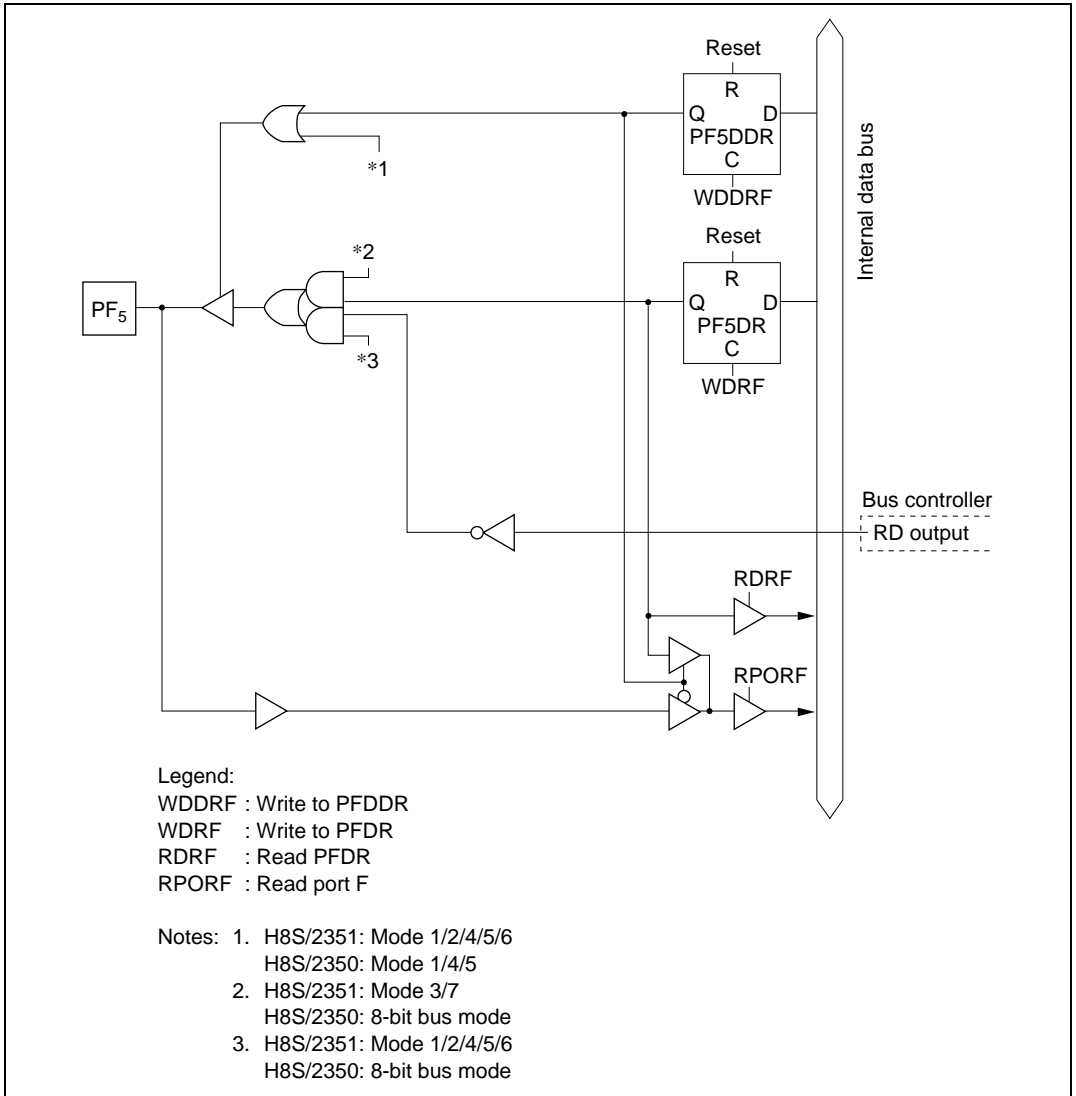 Reset
R
Q D
PF5DDR
C
WDDRF
*1
Internal data bus
Reset
R
Q D
PF5DR
C
WDRF
*2
PF5
*3
Bus controller
RD output
RDRF
RPORF
Legend:
WDDRF : Write to PFDDR
WDRF : Write to PFDR
RDRF : Read PFDR
RPORF : Read port F
Notes: 1. H8S/2351: Mode 1/2/4/5/6
H8S/2350: Mode 1/4/5
2. H8S/2351: Mode 3/7
H8S/2350: 8-bit bus mode
3. H8S/2351: Mode 1/2/4/5/6
H8S/2350: 8-bit bus mode